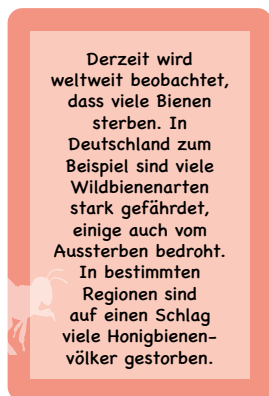 Derzeit wird
weltweit beobachtet,
dass viele Bienen
sterben. In
Deutschland zum
Beispiel sind viele
Wildbienenarten
stark gefährdet,
einige auch vom
Aussterben bedroht.
In bestimmten
Regionen sind
auf einen Schlag
viele Honigbienen-
völker gestorben.